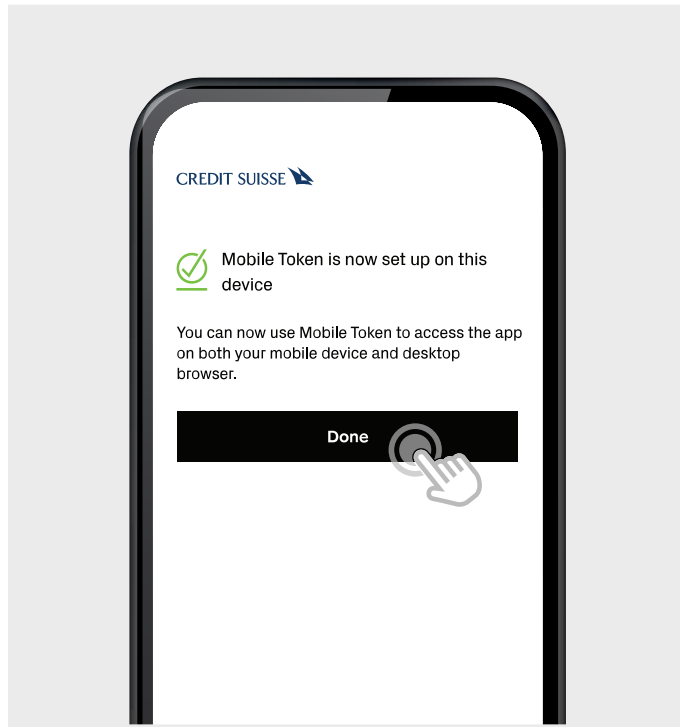 CREDIT SUISSE
Mobile Token is now set up on this
device
You can now use Mobile Token to access the app
on both your mobile device and desktop
browser.
Done